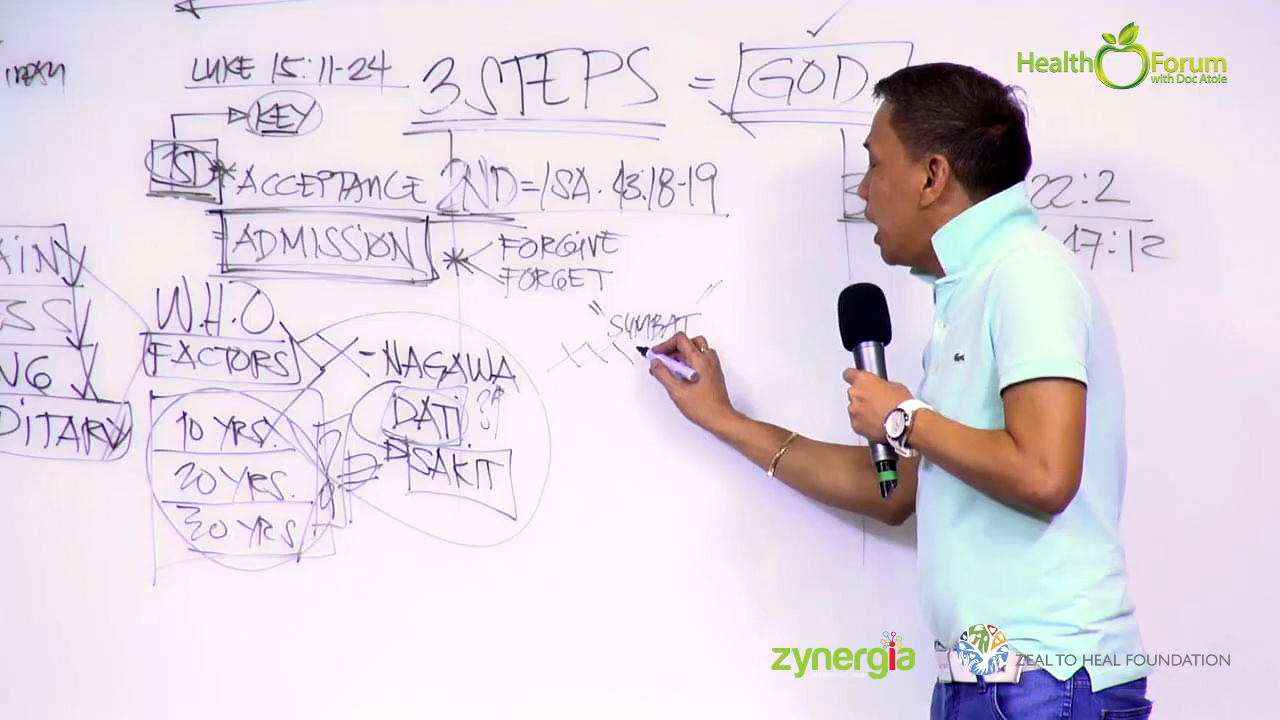 LUKE 15:11-24
3 STEPS = GOD
KEY
1ST * ACCEPTANCE
ADMISSION
2ND = ISA. 43:18-19
* FORGIVE
FORGET
22:2
17:12
W.H.O
FACTORS
- NAGAWA
DATI
SAKIT
10 YRS.
20 YRS.
30 YRS.
"SUMBAT"
DITARY
Health Forum
with Doc Atole
zynergia
ZEAL TO HEAL FOUNDATION